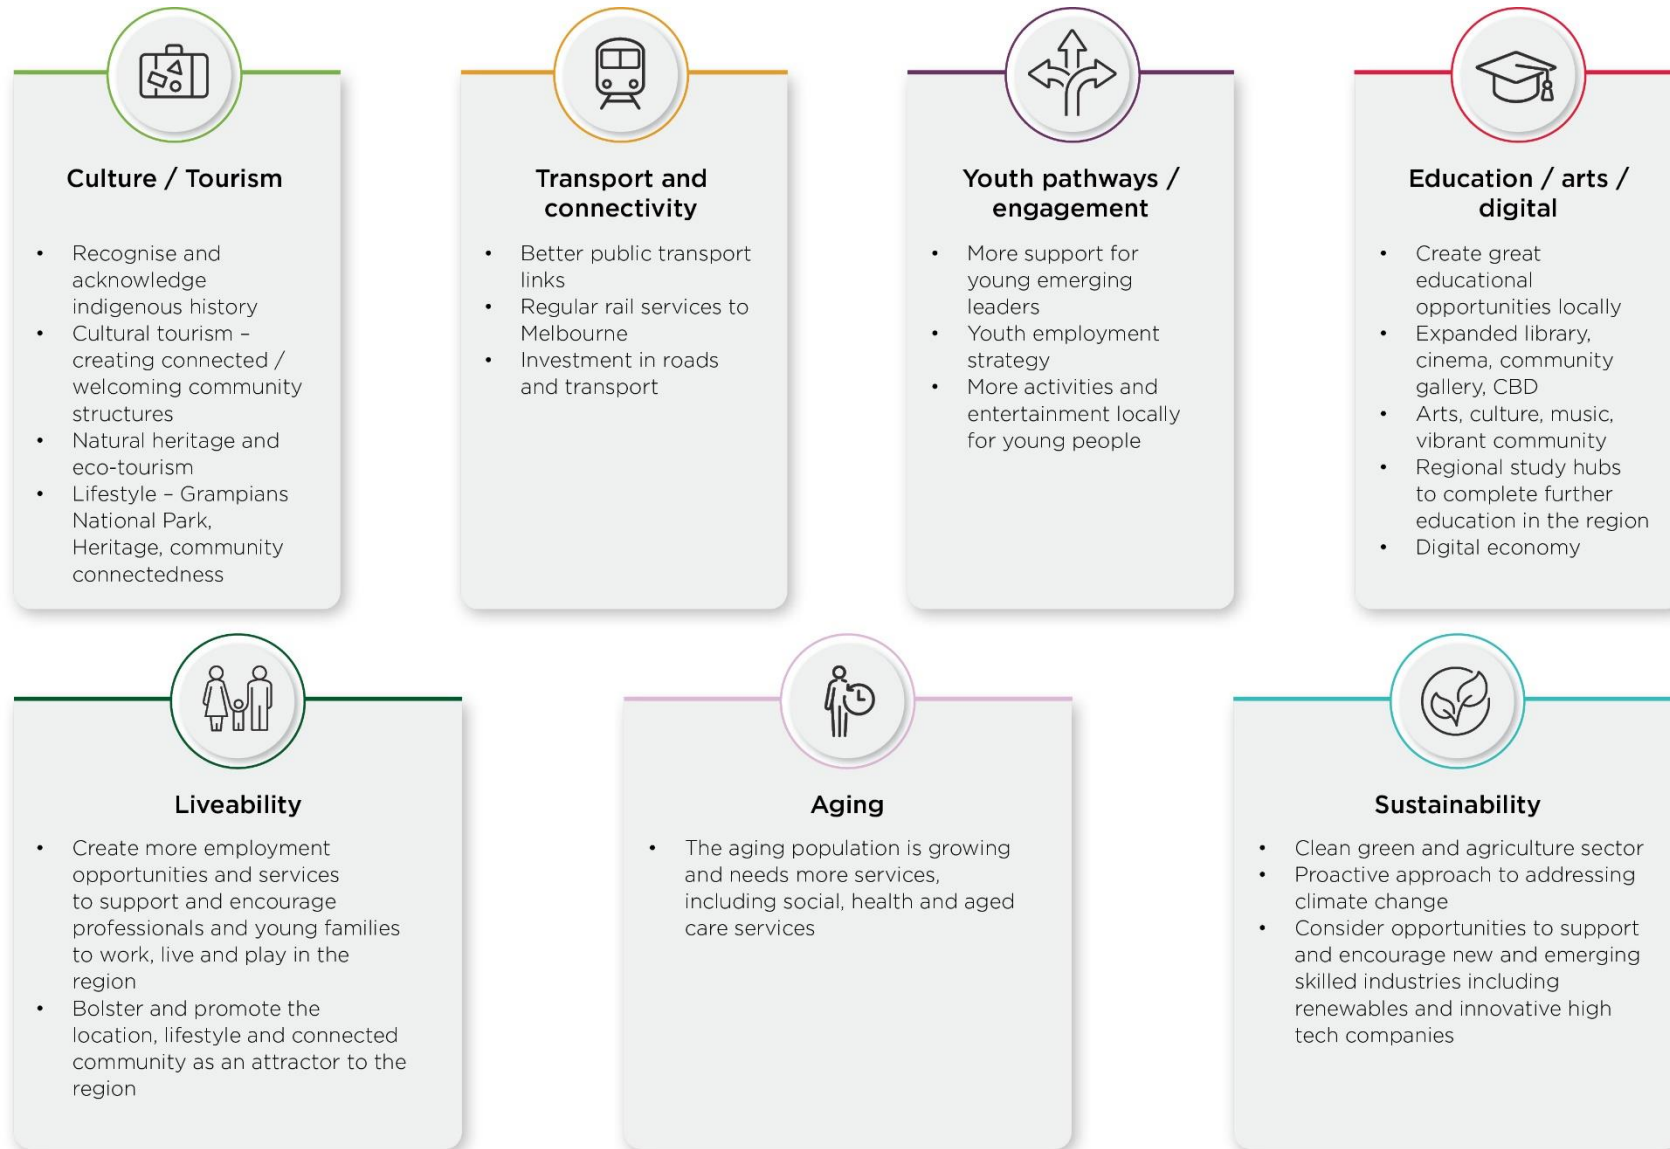 Culture / Tourism
• Recognise and
acknowledge
indigenous history
• Cultural tourism –
creating connected /
welcoming community
structures
• Natural heritage and
eco-tourism
• Lifestyle – Grampians
National Park,
Heritage, community
connectedness
Transport and
connectivity
• Better public transport
links
• Regular rail services to
Melbourne
• Investment in roads
and transport
Youth pathways /
engagement
• More support for
young emerging
leaders
• Youth employment
strategy
• More activities and
entertainment locally
for young people
Education / arts /
digital
• Create great
educational
opportunities locally
• Expanded library,
cinema, community
gallery, CBD
• Arts, culture, music,
vibrant community
• Regional study hubs
to complete further
education in the region
• Digital economy
Liveability
• Create more employment
opportunities and services
to support and encourage
professionals and young families
to work, live and play in the
region
• Bolster and promote the
location, lifestyle and connected
community as an attractor to the
region
Aging
• The aging population is growing
and needs more services,
including social, health and aged
care services
Sustainability
• Clean green and agriculture sector
• Proactive approach to addressing
climate change
• Consider opportunities to support
and encourage new and emerging
skilled industries including
renewables and innovative high
tech companies